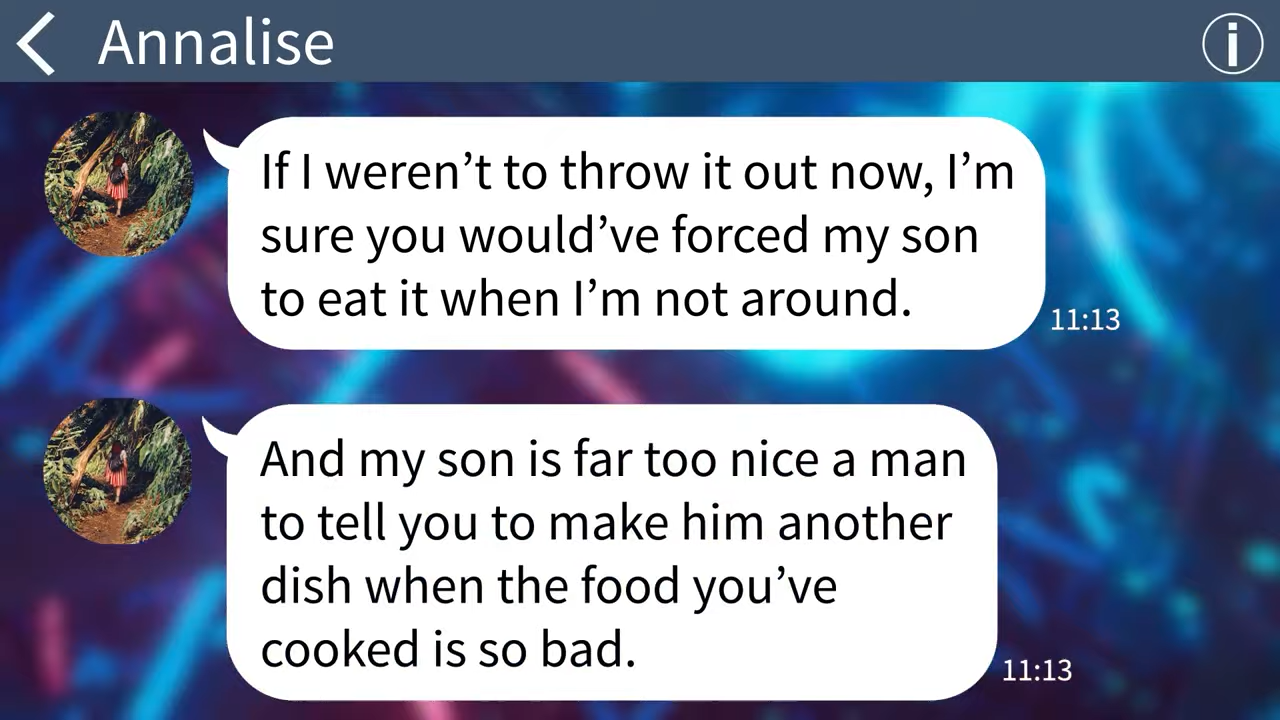 Annalise
If I weren’t to throw it out now, I’m
sure you would’ve forced my son
to eat it when I’m not around.
11:13
And my son is far too nice a man
to tell you to make him another
dish when the food you’ve
cooked is so bad.
11:13